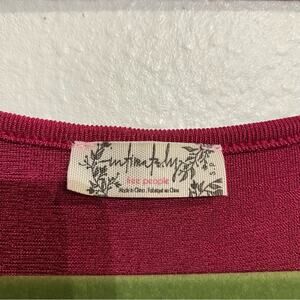 intimately
free people
Made in China . Fabriqué en Chine
S P